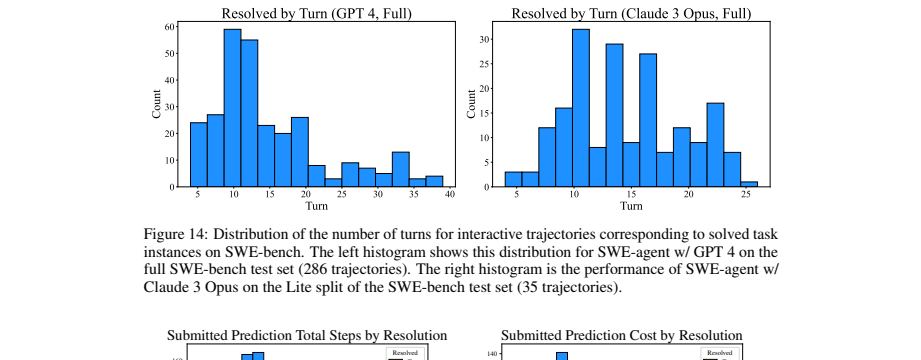 Resolved by Turn (GPT 4, Full)
60
50
40
30
20
10
0
Count
5 10 15 20 25 30 35 40
Turn
Resolved by Turn (Claude 3 Opus, Full)
30
25
20
15
10
5
0
Count
5 10 15 20 25
Turn
Figure 14: Distribution of the number of turns for interactive trajectories corresponding to solved task
instances on SWE-bench. The left histogram shows this distribution for SWE-agent w/ GPT 4 on the
full SWE-bench test set (286 trajectories). The right histogram is the performance of SWE-agent w/
Claude 3 Opus on the Lite split of the SWE-bench test set (35 trajectories).
Submitted Prediction Total Steps by Resolution
Resolved
Submitted Prediction Cost by Resolution
140
Resolved